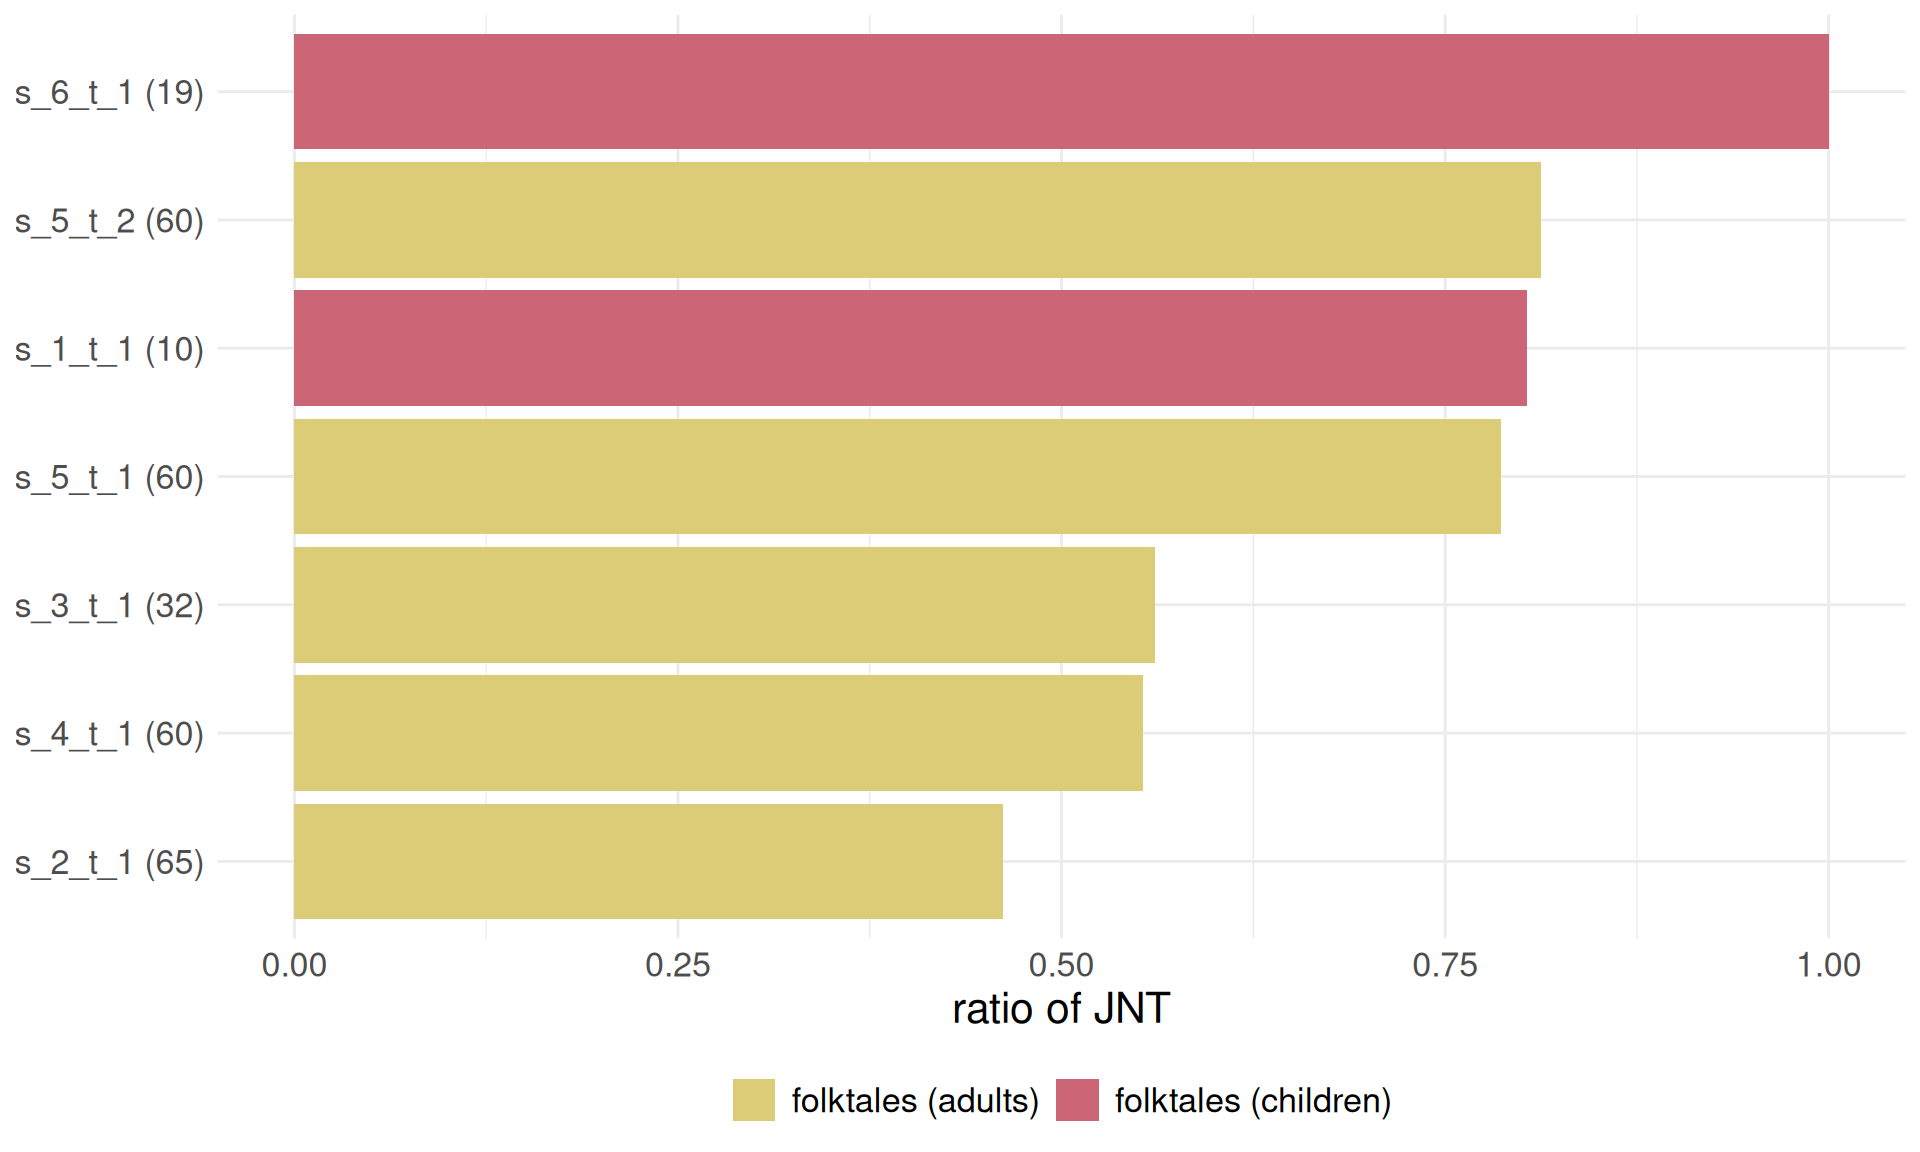 s_6_t_1 (19)
s_5_t_2 (60)
s_1_t_1 (10)
s_5_t_1 (60)
s_3_t_1 (32)
s_4_t_1 (60)
s_2_t_1 (65)
0.00 0.25 0.50 0.75 1.00
ratio of JNT
folktales (adults) folktales (children)